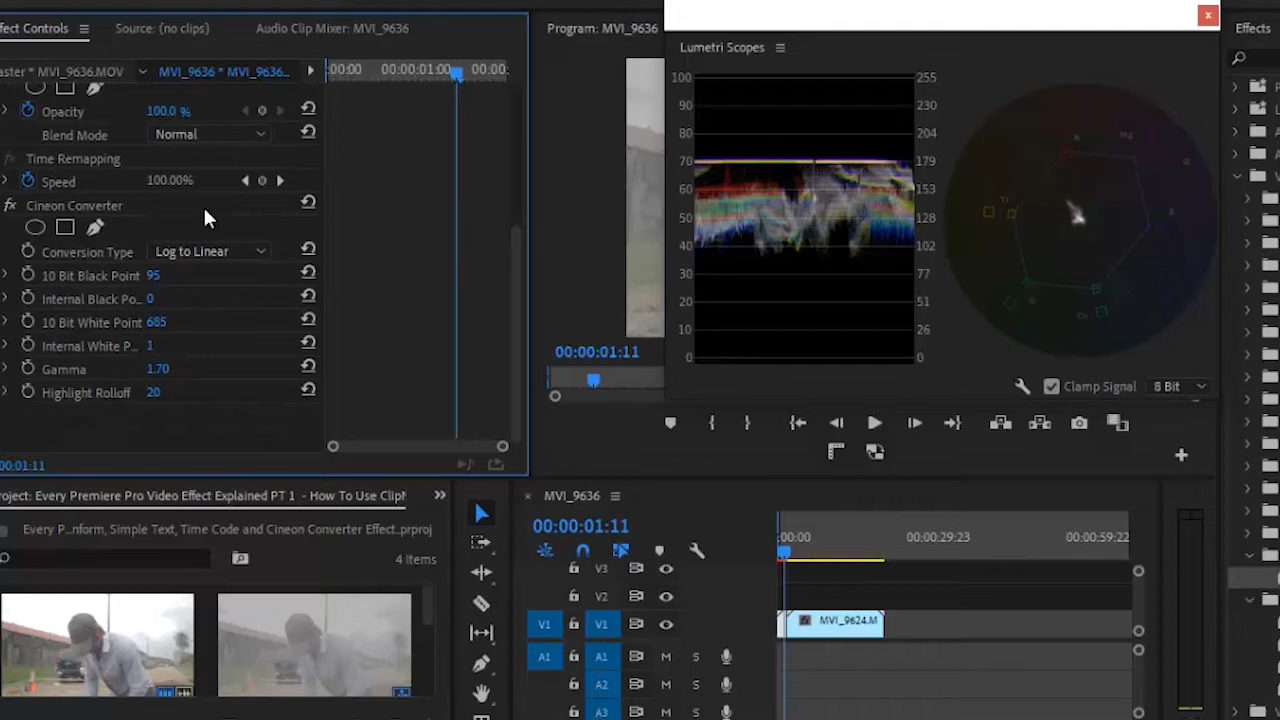 ffect Controls
Source: (no clips)
Audio Clip Mixer: MVI_9636
Program: MVI_9636
Lumetri Scopes
Effects
aster * MVI_9636.MOV
MVI_9636 * MVI_9636...
:00:00
00:00:01:00
00:00:
Opacity
100.0 %
Blend Mode
Normal
Time Remapping
Speed
100.00%
fx Cineon Converter
Conversion Type
Log to Linear
10 Bit Black Point
95
Internal Black Po...
0
10 Bit White Point
685
Internal White P...
1
Gamma
1.70
Highlight Rolloff
20
0:00:01:11
100
90
80
70
60
50
40
30
20
10
0
255
230
204
179
153
128
102
77
51
26
0
Clamp Signal
8 Bit
00:00:01:11
roject: Every Premiere Pro Video Effect Explained PT 1 - How To Use ClipN
Every P...nform, Simple Text, Time Code and Cineon Converter Effect..prproj
4 Items
MVI_9636
00:00:01:11
:00:00
00:00:29:23
00:00:59:22
V3
V2
V1
V1
MVI_9624.M
A1
A1
M
S
A2
M
S
A3
M
S